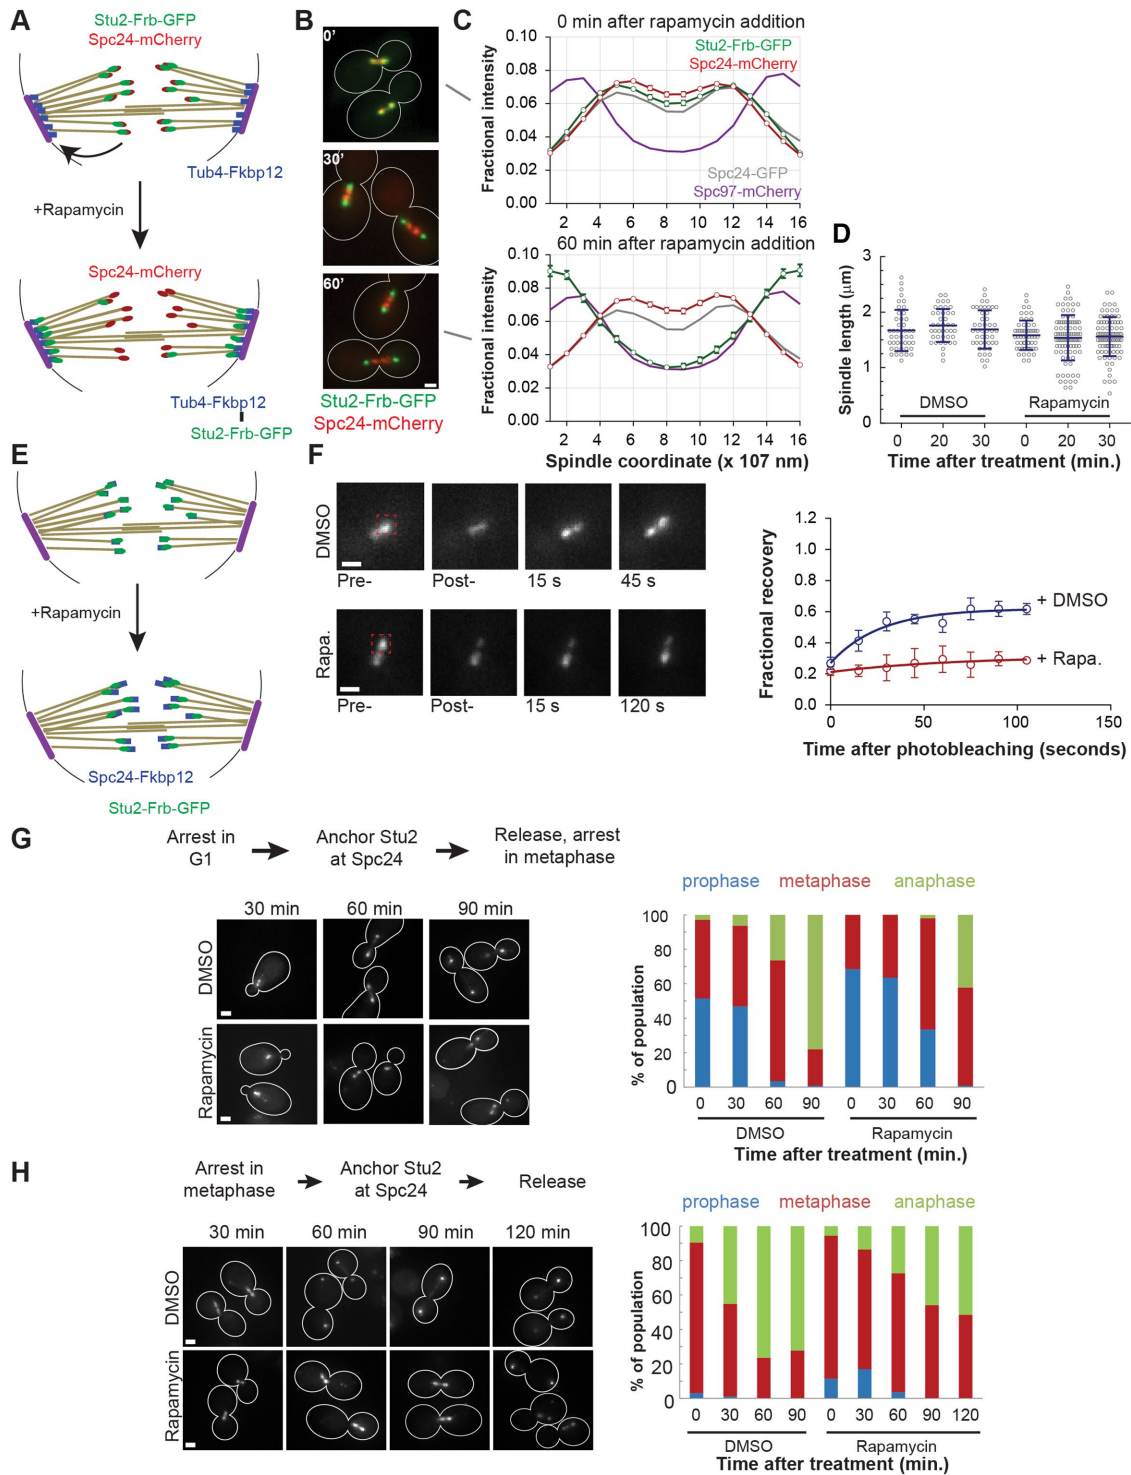 A
Stu2-Frb-GFP
Spc24-mCherry
Tub4-Fkbp12
+Rapamycin
Spc24-mCherry
Tub4-Fkbp12
Stu2-Frb-GFP
B
0'
30'
60'
Stu2-Frb-GFP
Spc24-mCherry
C
0 min after rapamycin addition
Fractional intensity
0.10
0.08
0.06
0.04
0.02
0.00
Stu2-Frb-GFP
Spc24-mCherry
Spc24-GFP
Spc97-mCherry
2 4 6 8 10 12 14 16
60 min after rapamycin addition
Fractional intensity
0.10
0.08
0.06
0.04
0.02
0.00
2 4 6 8 10 12 14 16
Spindle coordinate (x 107 nm)
D
Spindle length (μm)
3
2
1
0
DMSO Rapamycin
0 20 30 0 20 30
Time after treatment (min.)
E
+Rapamycin
Spc24-Fkbp12
Stu2-Frb-GFP
F
DMSO
Pre- Post- 15 s 45 s
Rapa.
Pre- Post- 15 s 120 s
Fractional recovery
1.2
1.0
0.8
0.6
0.4
0.2
0.0
+ DMSO
+ Rapa.
0 50 100 150
Time after photobleaching (seconds)
G
Arrest in
G1
Anchor Stu2
at Spc24
Release, arrest
in metaphase
30 min 60 min 90 min
DMSO
Rapamycin
prophase metaphase anaphase
% of population
100
80
60
40
20
0
0 30 60 90 0 30 60 90
DMSO Rapamycin
Time after treatment (min.)
H
Arrest in
metaphase
Anchor Stu2
at Spc24
Release
30 min 60 min 90 min 120 min
DMSO
Rapamycin
prophase metaphase anaphase
% of population
100
80
60
40
20
0
0 30 60 90 0 30 60 90 120
DMSO Rapamycin
Time after treatment (min.)